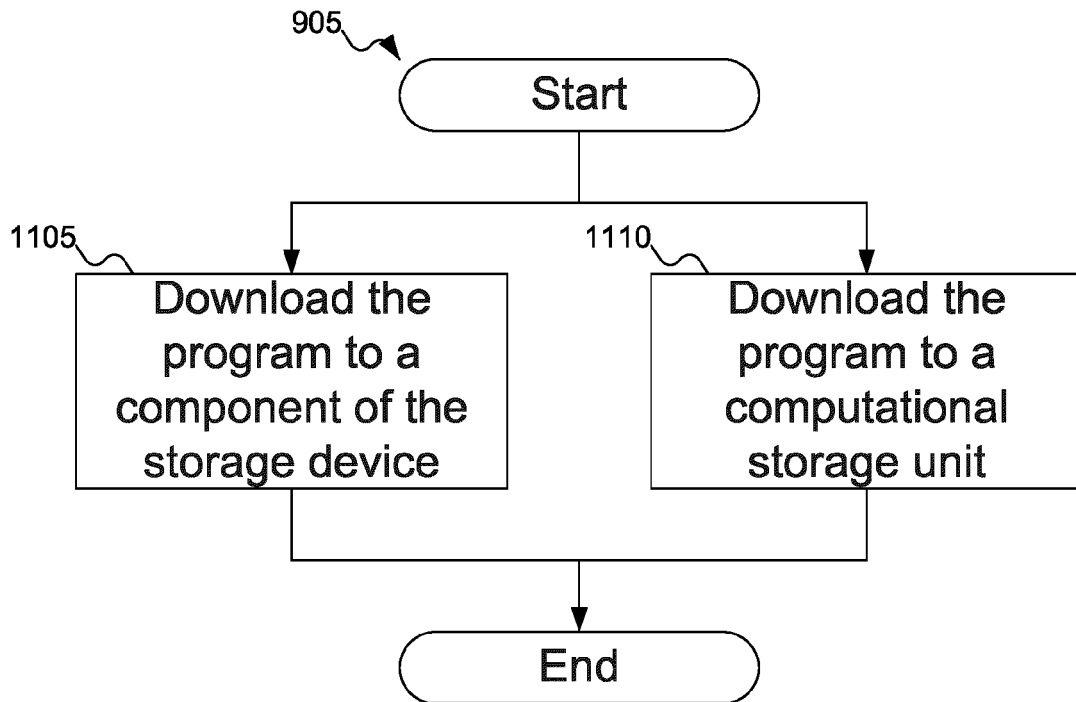 905
Start
1105
Download the
program to a
component of the
storage device
1110
Download the
program to a
computational
storage unit
End